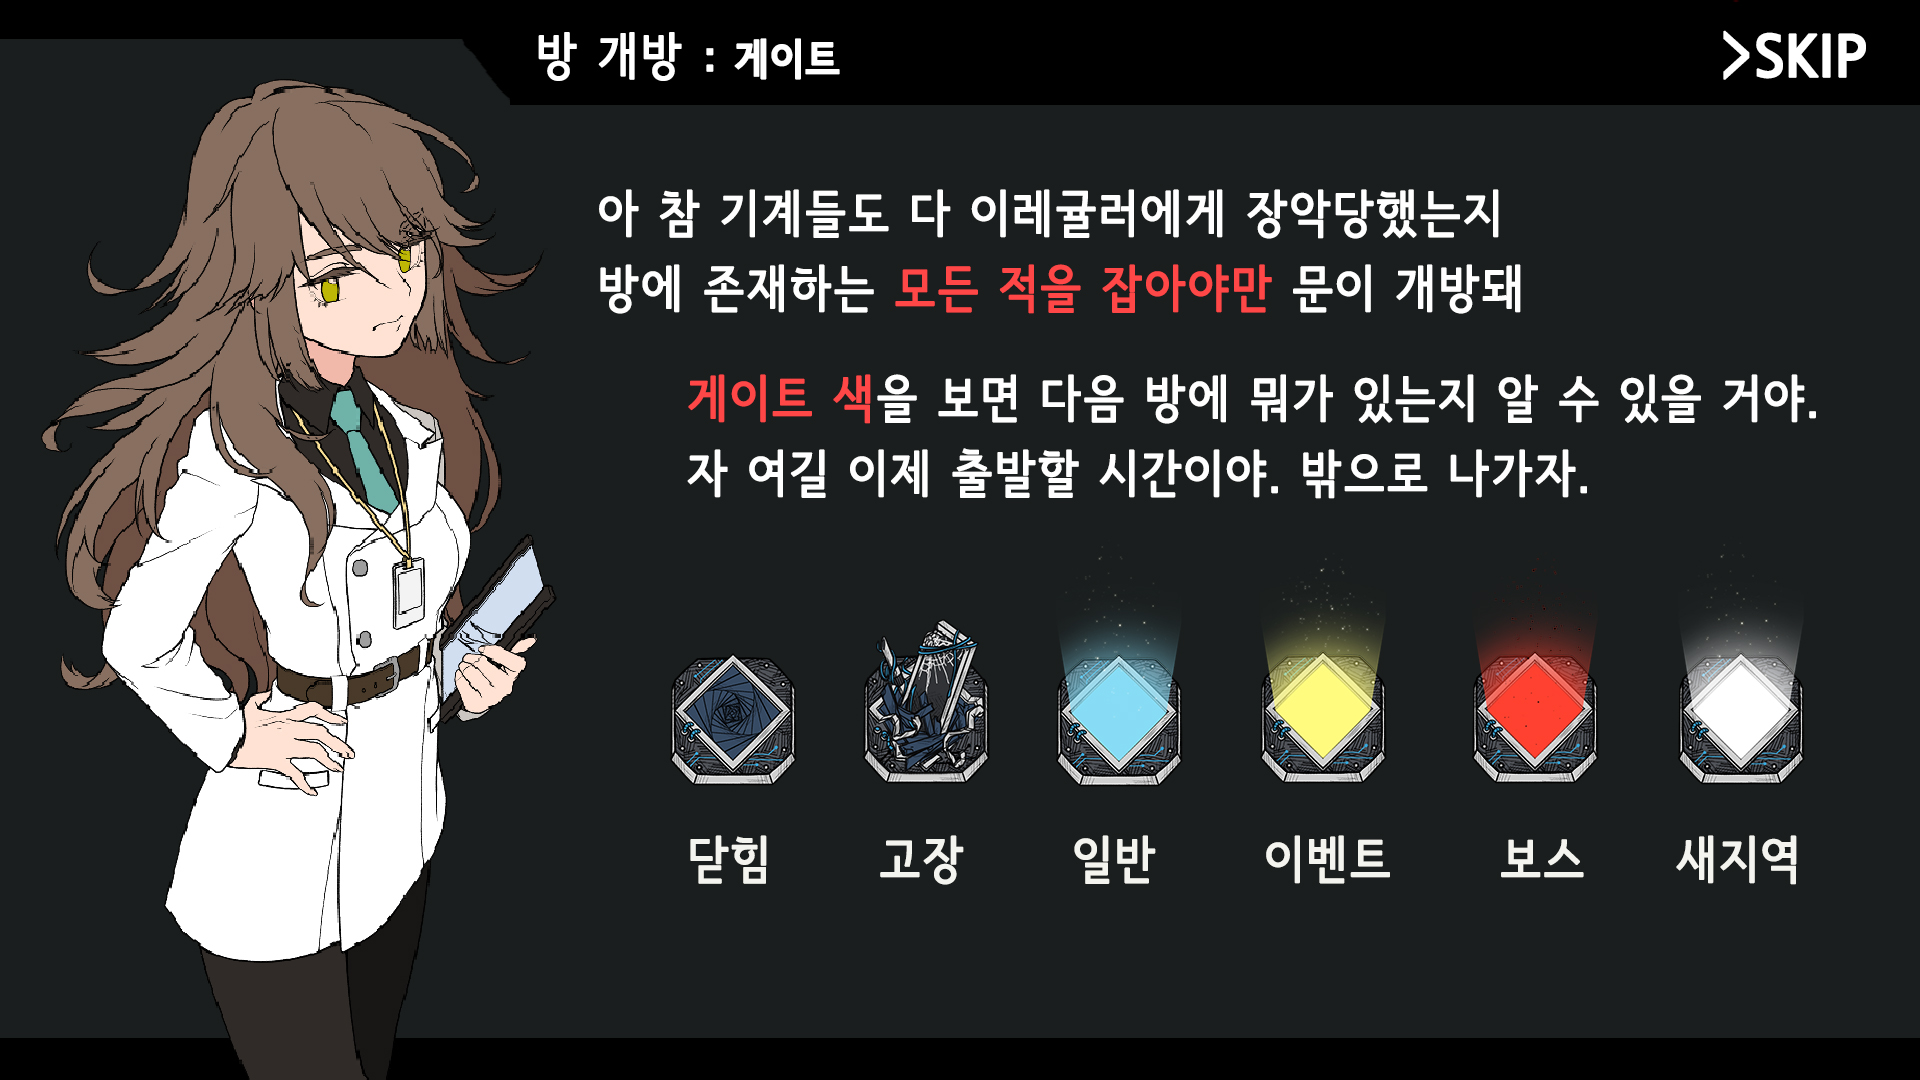 방 개방 : 게이트
>SKIP
아 참 기계들도 다 이레귤러에게 장악당했는지
방에 존재하는 모든 적을 잡아야만 문이 개방돼
게이트 색을 보면 다음 방에 뭐가 있는지 알 수 있을 거야.
자 여길 이제 출발할 시간이야. 밖으로 나가자.
닫힘 고장 일반 이벤트 보스 새지역